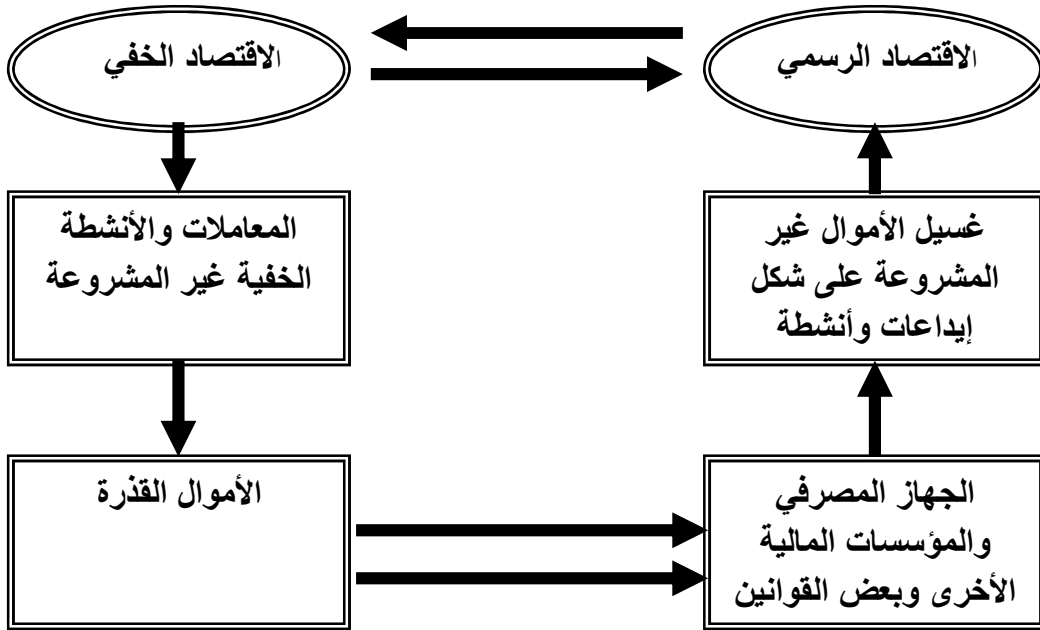 الاقتصاد الرسمي
الاقتصاد الخفي
غسيل الأموال غير
المشروعة على شكل
إيداعات وأنشطة
المعاملات والأنشطة
الخفية غير المشروعة
الجهاز المصرفي
والمؤسسات المالية
الأخرى وبعض القوانين
الأموال القذرة